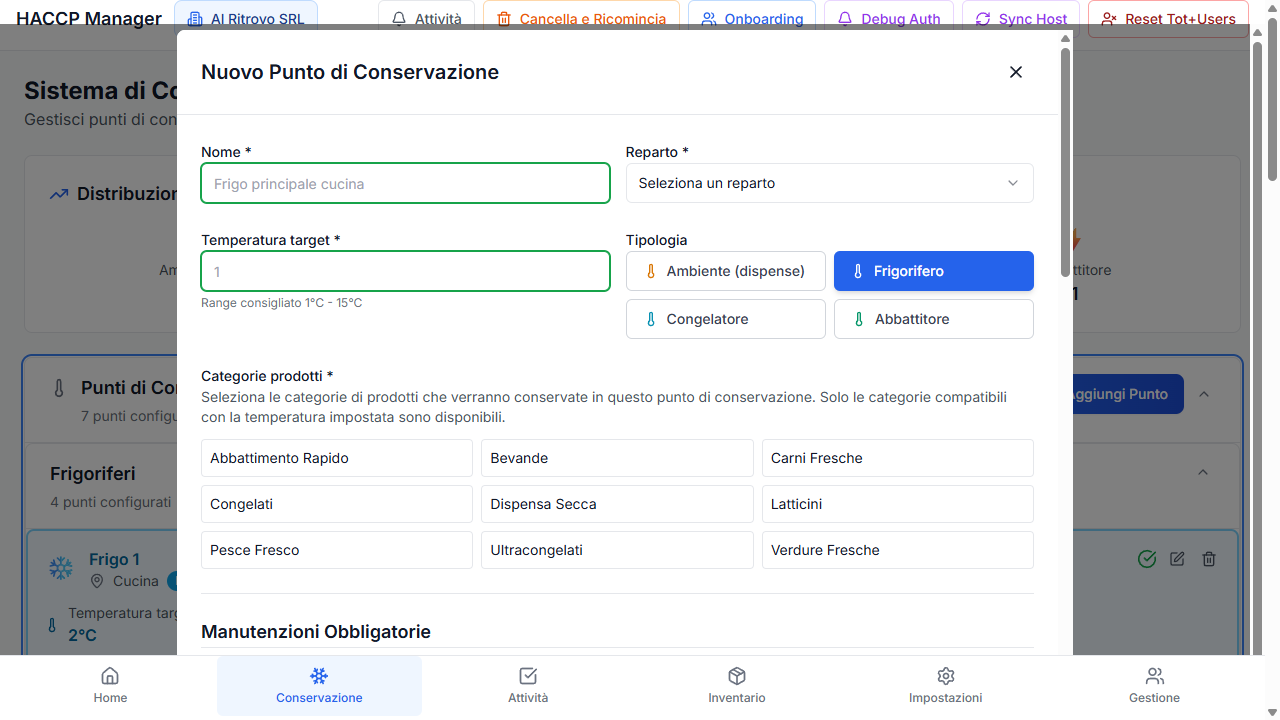 HACCP Manager
Al Ritrovo SRL
Attività
Cancella e Ricomincia
Onboarding
Debug Auth
Sync Host
Reset Tot+Users
Sistema di Co
Gestisci punti di con
Distribuzion
Am
ttitore
1
Nuovo Punto di Conservazione
Nome *
Reparto *
Frigo principale cucina
Seleziona un reparto
Temperatura target *
Tipologia
1
Ambiente (dispense)
Frigorifero
Range consigliato 1°C - 15°C
Congelatore
Abbattitore
Categorie prodotti *
Seleziona le categorie di prodotti che verranno conservate in questo punto di conservazione. Solo le categorie compatibili
con la temperatura impostata sono disponibili.
Abbattimento Rapido
Bevande
Carni Fresche
Congelati
Dispensa Secca
Latticini
Pesce Fresco
Ultracongelati
Verdure Fresche
Manutenzioni Obbligatorie
Punti di Co
7 punti configu
ggiungi Punto
Frigoriferi
4 punti configurati
Frigo 1
Cucina
Temperatura targ
2°C
Home
Conservazione
Attività
Inventario
Impostazioni
Gestione